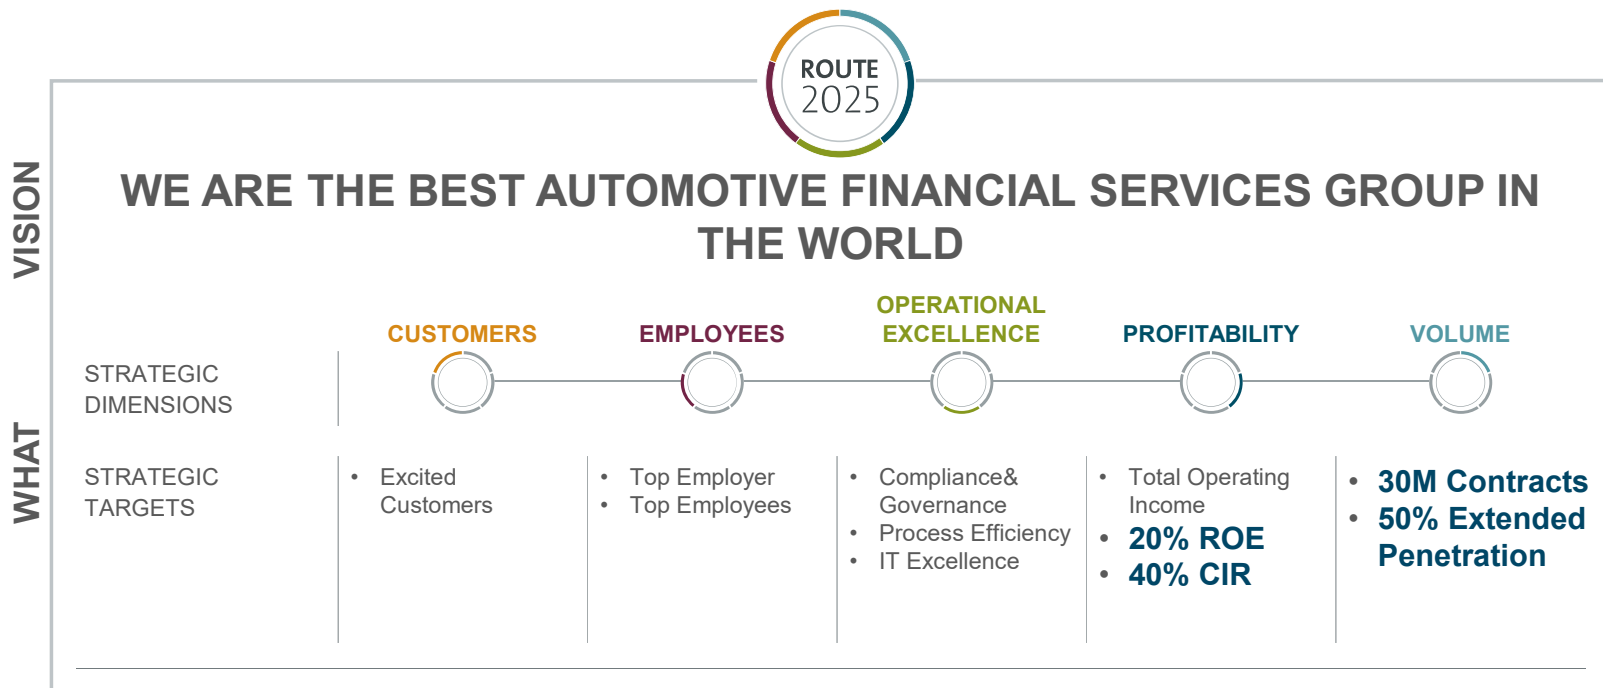 ROUTE
2025
VISION
WE ARE THE BEST AUTOMOTIVE FINANCIAL SERVICES GROUP IN
THE WORLD
WHAT
STRATEGIC
DIMENSIONS
CUSTOMERS
EMPLOYEES
OPERATIONAL
EXCELLENCE
PROFITABILITY
VOLUME
STRATEGIC
TARGETS
• Excited
Customers
• Top Employer
• Top Employees
• Compliance&
Governance
• Process Efficiency
• IT Excellence
• Total Operating
Income
• 20% ROE
• 40% CIR
• 30M Contracts
• 50% Extended
Penetration